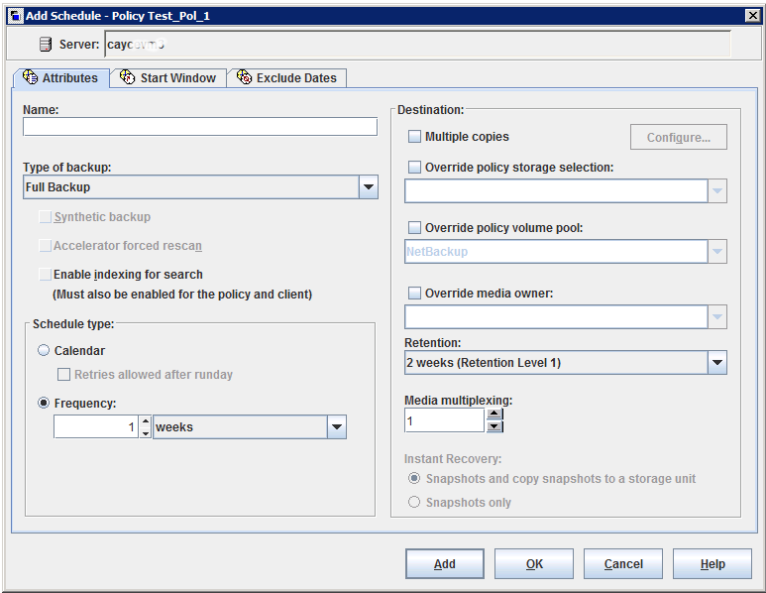 Add Schedule - Policy Test_Pol_1
Server:
Attributes
Start Window
Exclude Dates
Name:
Type of backup:
Full Backup
Synthetic backup
Accelerator forced rescan
Enable indexing for search
(Must also be enabled for the policy and client)
Schedule type:
Calendar
Retries allowed after runday
Frequency:
1 weeks
Destination:
Multiple copies
Configure...
Override policy storage selection:
Override policy volume pool:
NetBackup
Override media owner:
Retention:
2 weeks (Retention Level 1)
Media multiplexing:
1
Instant Recovery:
Snapshots and copy snapshots to a storage unit
Snapshots only
Add
OK
Cancel
Help